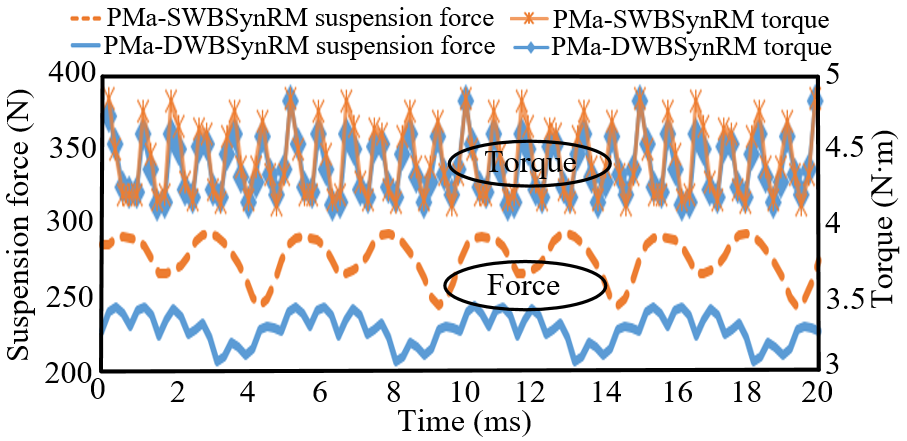 PMa-SWBSynRM suspension force
PMa-SWBSynRM torque
PMa-DWBSynRM suspension force
PMa-DWBSynRM torque
400
350
300
250
200
Suspension force (N)
5
4.5
4
3.5
3
Torque (N·m)
Torque
Force
0 2 4 6 8 10 12 14 16 18 20
Time (ms)